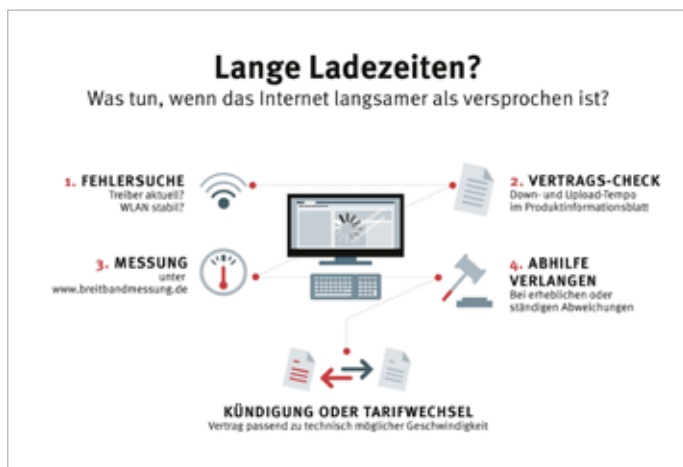 Lange Ladezeiten?
Was tun, wenn das Internet langsamer als versprochen ist?
1. FEHLERSUCHE
Treiber aktuell?
WLAN stabil?
2. VERTRAGS-CHECK
Down- und Upload-Tempo
im Produktinformationsblatt
3. MESSUNG
unter
www.breitbandmessung.de
4. ABHILFE
VERLANGEN
Bei erheblichen oder
ständigen Abweichungen
KÜNDIGUNG ODER TARIFWECHSEL
Vertrag passend zu technisch möglicher Geschwindigkeit